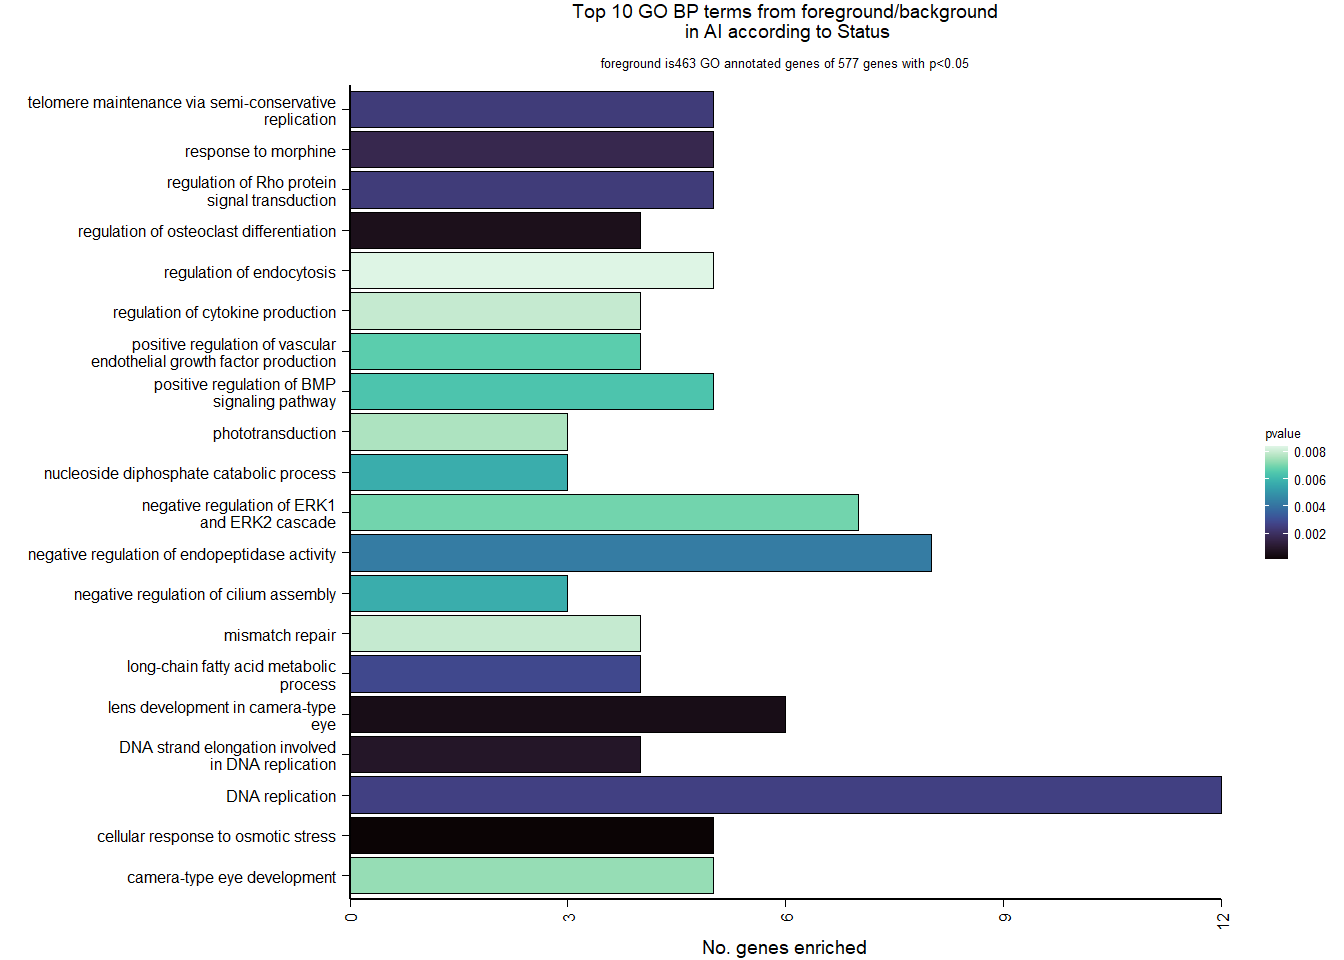 Top 10 GO BP terms from foreground/background
in AI according to Status
foreground is463 GO annotated genes of 577 genes with p<0.05
telomere maintenance via semi-conservative
replication
response to morphine
regulation of Rho protein
signal transduction
regulation of osteoclast differentiation
regulation of endocytosis
regulation of cytokine production
positive regulation of vascular
endothelial growth factor production
positive regulation of BMP
signaling pathway
phototransduction
nucleoside diphosphate catabolic process
negative regulation of ERK1
and ERK2 cascade
negative regulation of endopeptidase activity
negative regulation of cilium assembly
mismatch repair
long-chain fatty acid metabolic
process
lens development in camera-type
eye
DNA strand elongation involved
in DNA replication
DNA replication
cellular response to osmotic stress
camera-type eye development
0
3
6
9
12
No. genes enriched
pvalue
0.008
0.006
0.004
0.002